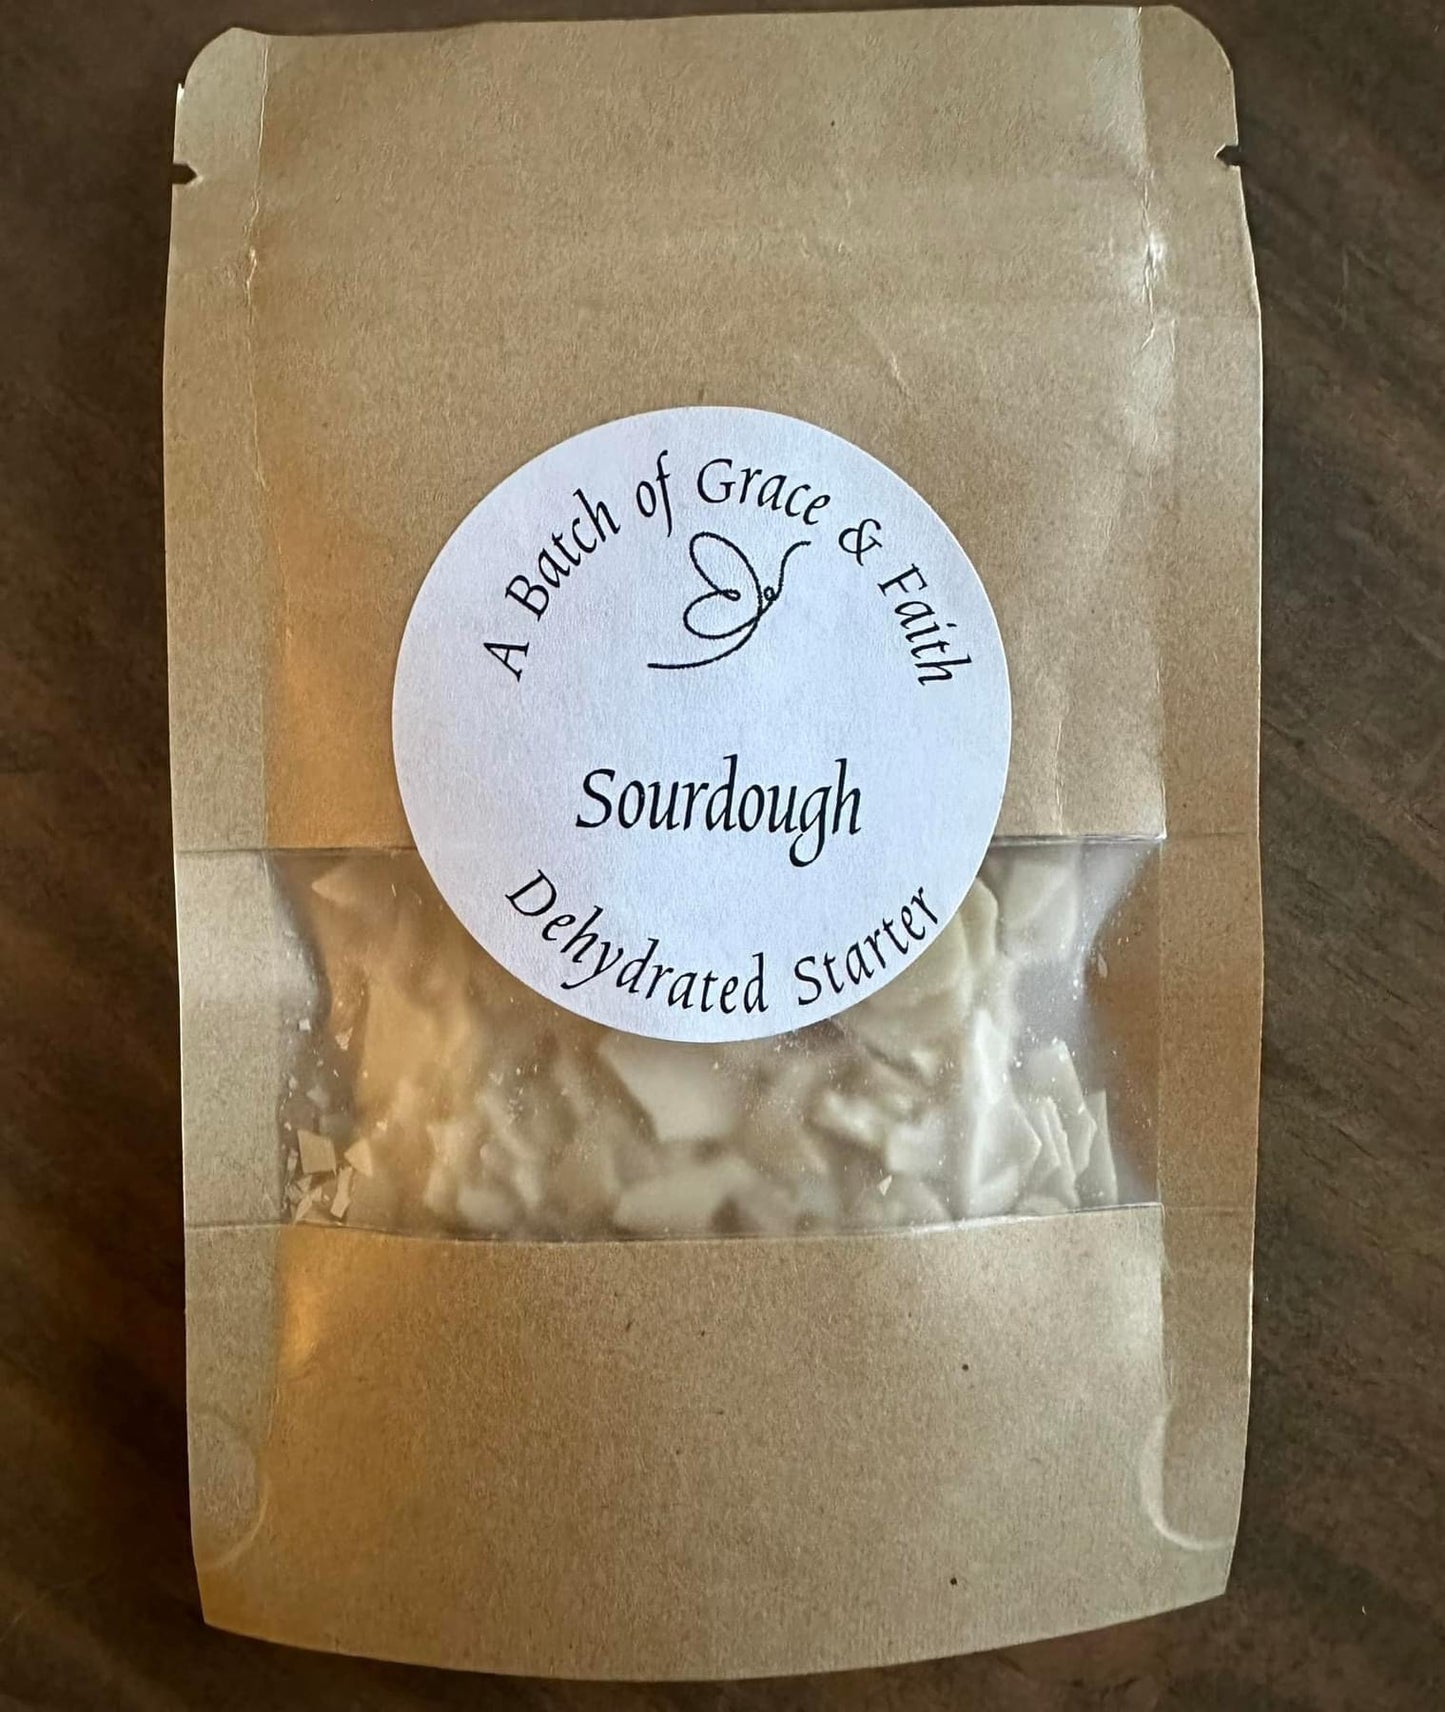 A Batch of Grace & Faith
Sourdough
Dehydrated Starter